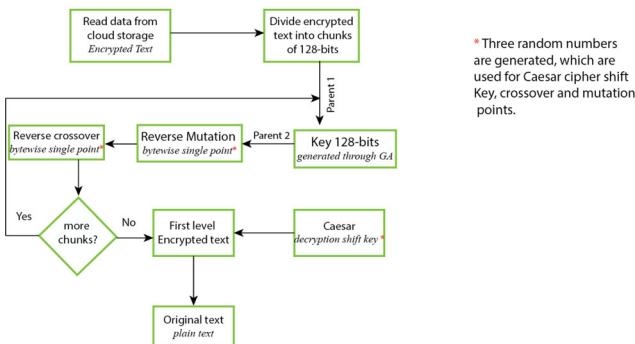 Read data from
cloud storage
Encrypted Text
Divide encrypted
text into chunks
of 128-bits
* Three random numbers
are generated, which are
used for Caesar cipher shift
Key, crossover and mutation
points.
Parent 1
Reverse crossover
bytewise single point*
Reverse Mutation
bytewise single point*
Parent 2
Key 128-bits
generated through GA
Yes
more
chunks?
No
First level
Encrypted text
Caesar
decryption shift key *
Original text
plain text